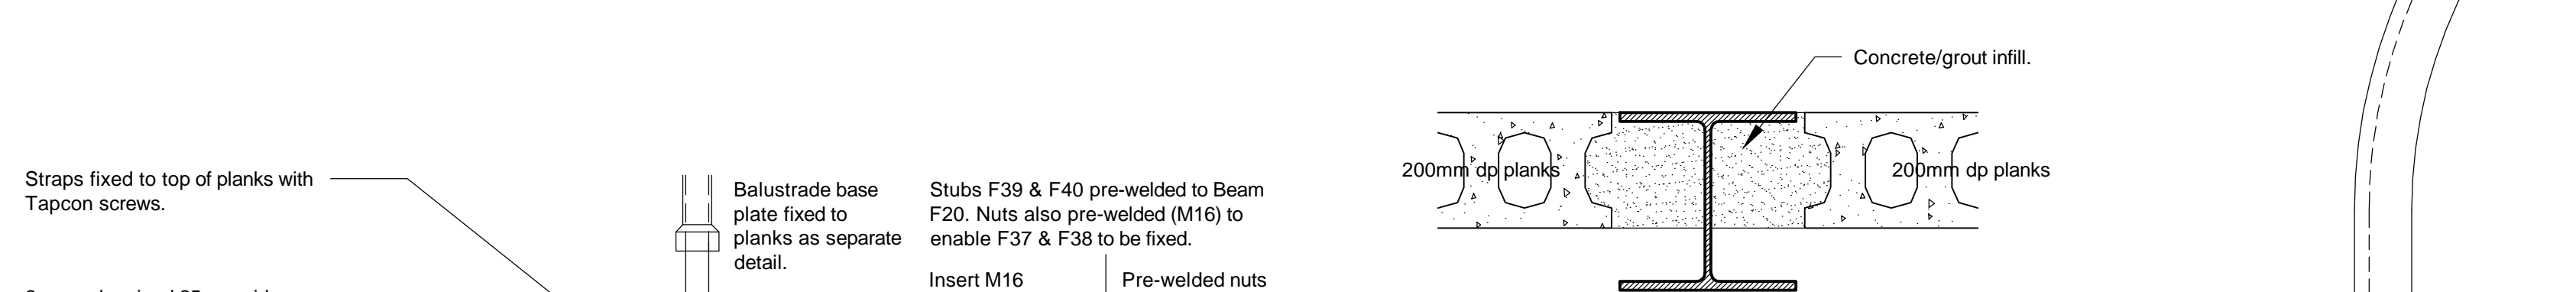 Concrete/grout infill.
200mm dp planks
200mm dp planks
Straps fixed to top of planks with
Tapcon screws.
Balustrade base
plate fixed to
planks as separate
detail.
Stubs F39 & F40 pre-welded to Beam
F20. Nuts also pre-welded (M16) to
enable F37 & F38 to be fixed.
Insert M16
Pre-welded nuts